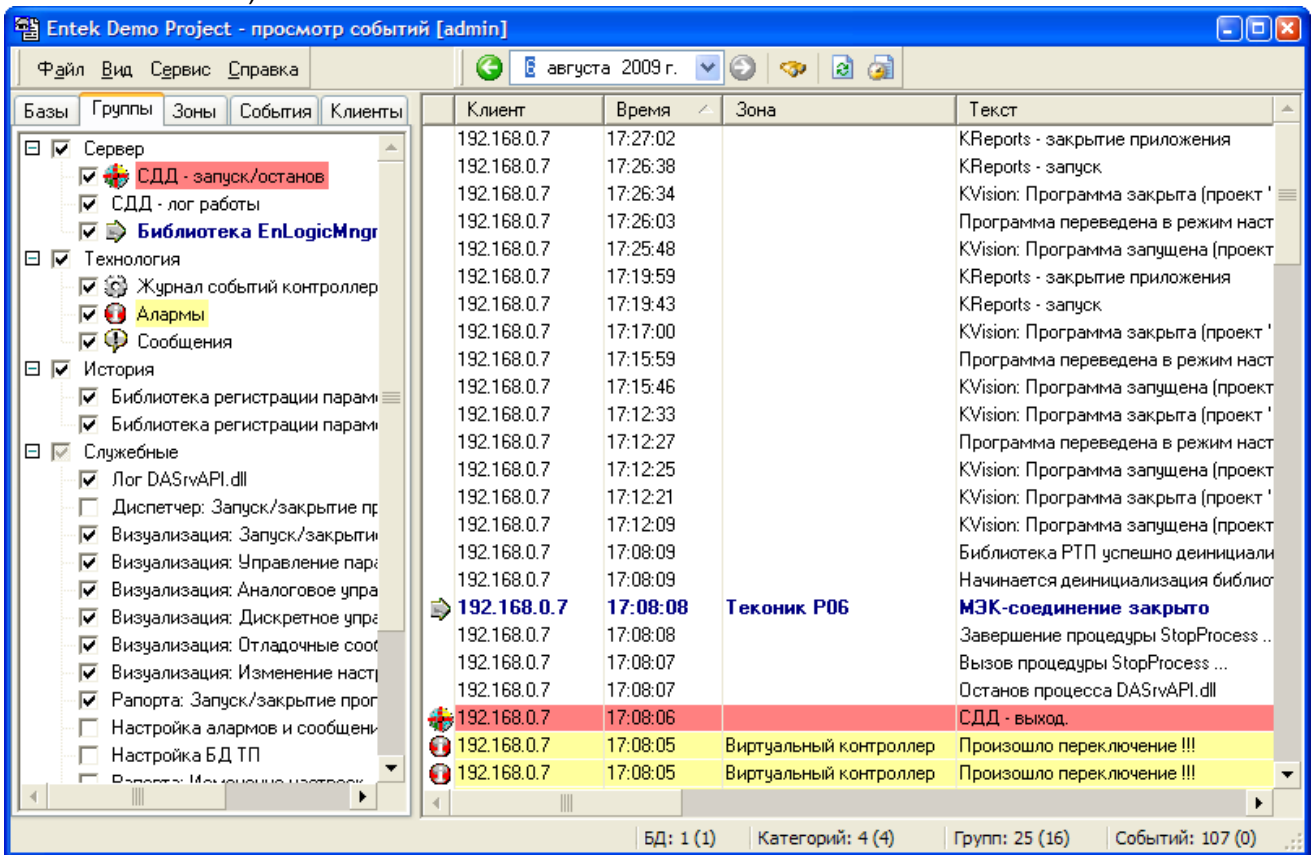 Entek Demo Project - просмотр событий [admin]
Файл Вид Сервис Справка
6 августа 2009 г.
Базы Группы Зоны События Клиенты
Сервер
СДД - запуск/останов
СДД - лог работы
Библиотека EnLogicMngr
Технология
Журнал событий контроллер
Алармы
Сообщения
История
Библиотека регистрации парам
Библиотека регистрации парам
Служебные
Лог DASrvAPI.dll
Диспетчер: Запуск/закрытие пр
Визуализация: Запуск/закрыти
Визуализация: Управление пара
Визуализация: Аналоговое упра
Визуализация: Дискретное упра
Визуализация: Отладочные сооб
Визуализация: Изменение наст
Рапорта: Запуск/закрытие прог
Настройка алармов и сообщени
Настройка БД ТП
Рапорта: Изменение настроек
Клиент Время Зона Текст
192.168.0.7 17:27:02 KReports - закрытие приложения
192.168.0.7 17:26:38 KReports - запуск
192.168.0.7 17:26:34 KVision: Программа закрыта (проект '
192.168.0.7 17:26:03 Программа переведена в режим наст
192.168.0.7 17:25:48 KVision: Программа запущена (проект
192.168.0.7 17:19:59 KReports - закрытие приложения
192.168.0.7 17:19:43 KReports - запуск
192.168.0.7 17:17:00 KVision: Программа закрыта (проект '
192.168.0.7 17:15:59 Программа переведена в режим наст
192.168.0.7 17:15:46 KVision: Программа запущена (проект
192.168.0.7 17:12:33 KVision: Программа закрыта (проект '
192.168.0.7 17:12:27 Программа переведена в режим наст
192.168.0.7 17:12:25 KVision: Программа запущена (проект
192.168.0.7 17:12:21 KVision: Программа закрыта (проект '
192.168.0.7 17:12:09 KVision: Программа запущена (проект
192.168.0.7 17:08:09 Библиотека РТП успешно деинициали
192.168.0.7 17:08:09 Начинается деинициализация библиот
192.168.0.7 17:08:08 Теконик P06 МЭК-соединение закрыто
192.168.0.7 17:08:08 Завершение процедуры StopProcess ..
192.168.0.7 17:08:07 Вызов процедуры StopProcess ...
192.168.0.7 17:08:07 Останов процесса DASrvAPI.dll
192.168.0.7 17:08:06 СДД - выход.
192.168.0.7 17:08:05 Виртуальный контроллер Произошло переключение !!!
192.168.0.7 17:08:05 Виртуальный контроллер Произошло переключение !!!
БД: 1 (1) Категорий: 4 (4) Групп: 25 (16) Событий: 107 (0)